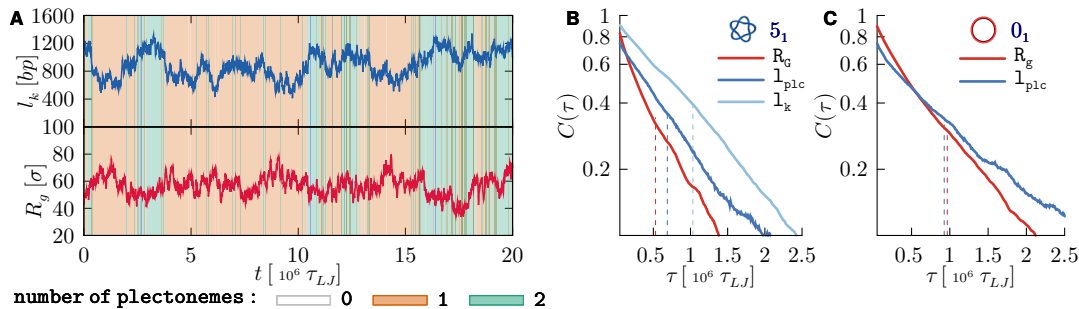 A
1600
1200
800
400
100
80
60
40
20
l_k [bp]
R_g [σ]
0
5
10
15
20
t [ 10^6 τ_LJ]
number of plectonemes : 0 1 2
B
5_1
R_G
l_plc
l_k
1
0.8
0.6
0.4
0.2
C(τ)
0.5 1 1.5 2 2.5
τ [ 10^6 τ_LJ]
C
0_1
R_g
l_plc
1
0.8
0.6
0.4
0.2
C(τ)
0.5 1 1.5 2 2.5
τ [ 10^6 τ_LJ]